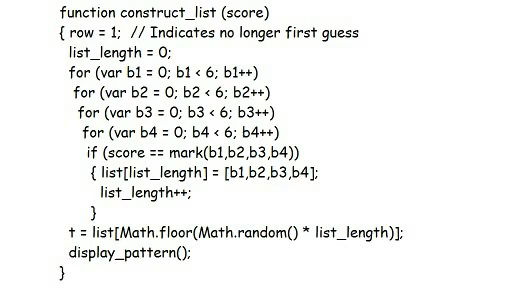 function construct_list (score)
{ row = 1;  // Indicates no longer first guess
  list_length = 0;
  for (var b1 = 0; b1 < 6; b1++)
   for (var b2 = 0; b2 < 6; b2++)
    for (var b3 = 0; b3 < 6; b3++)
     for (var b4 = 0; b4 < 6; b4++)
      if (score == mark(b1,b2,b3,b4))
       { list[list_length] = [b1,b2,b3,b4];
         list_length++;
       }
  t = list[Math.floor(Math.random() * list_length)];
  display_pattern();
}